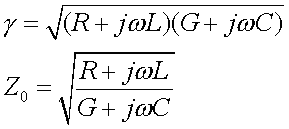 γ = √(R + jωL)(G + jωC)
Z₀ = √((R + jωL)/(G + jωC))